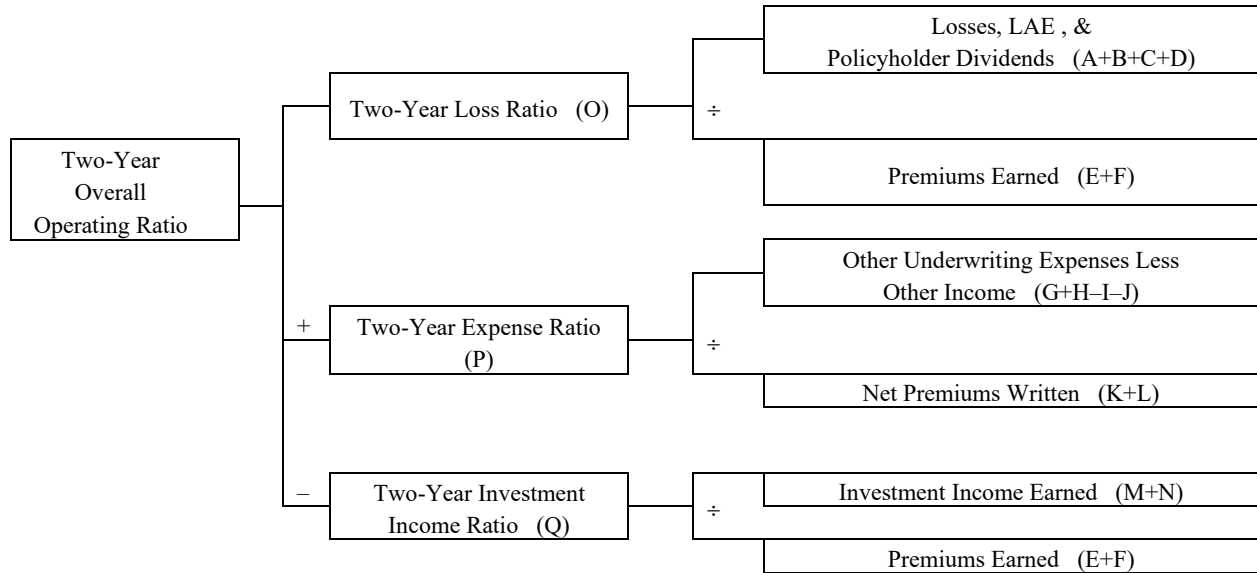 Losses, LAE , &
Policyholder Dividends (A+B+C+D)
Two-Year Loss Ratio (O)
÷
Two-Year
Overall
Operating Ratio
Premiums Earned (E+F)
Other Underwriting Expenses Less
Other Income (G+H–I–J)
+
Two-Year Expense Ratio
(P)
÷
Net Premiums Written (K+L)
–
Two-Year Investment
Income Ratio (Q)
÷
Investment Income Earned (M+N)
Premiums Earned (E+F)